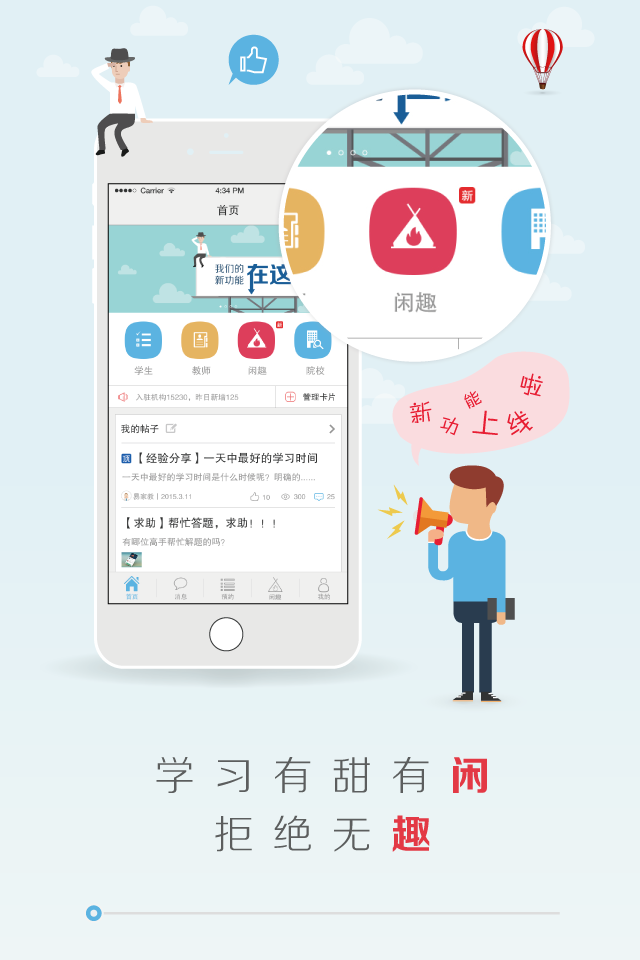 Carrier
4:34 PM
首页
我们的
新功能
在这
新
闲趣
学生
教师
闲趣
院校
入驻机构15230，昨日新增125
管理卡片
我的帖子
【经验分享】一天中最好的学习时间
一天中最好的学习时间是什么时候呢？明确的......
易家教 | 2015.3.11
10
300
25
【求助】帮忙答题，求助！！！
有哪位高手帮忙解题的吗？
首页
消息
预约
闲趣
我的
新功能上线啦
学习有甜有闲
拒绝无趣